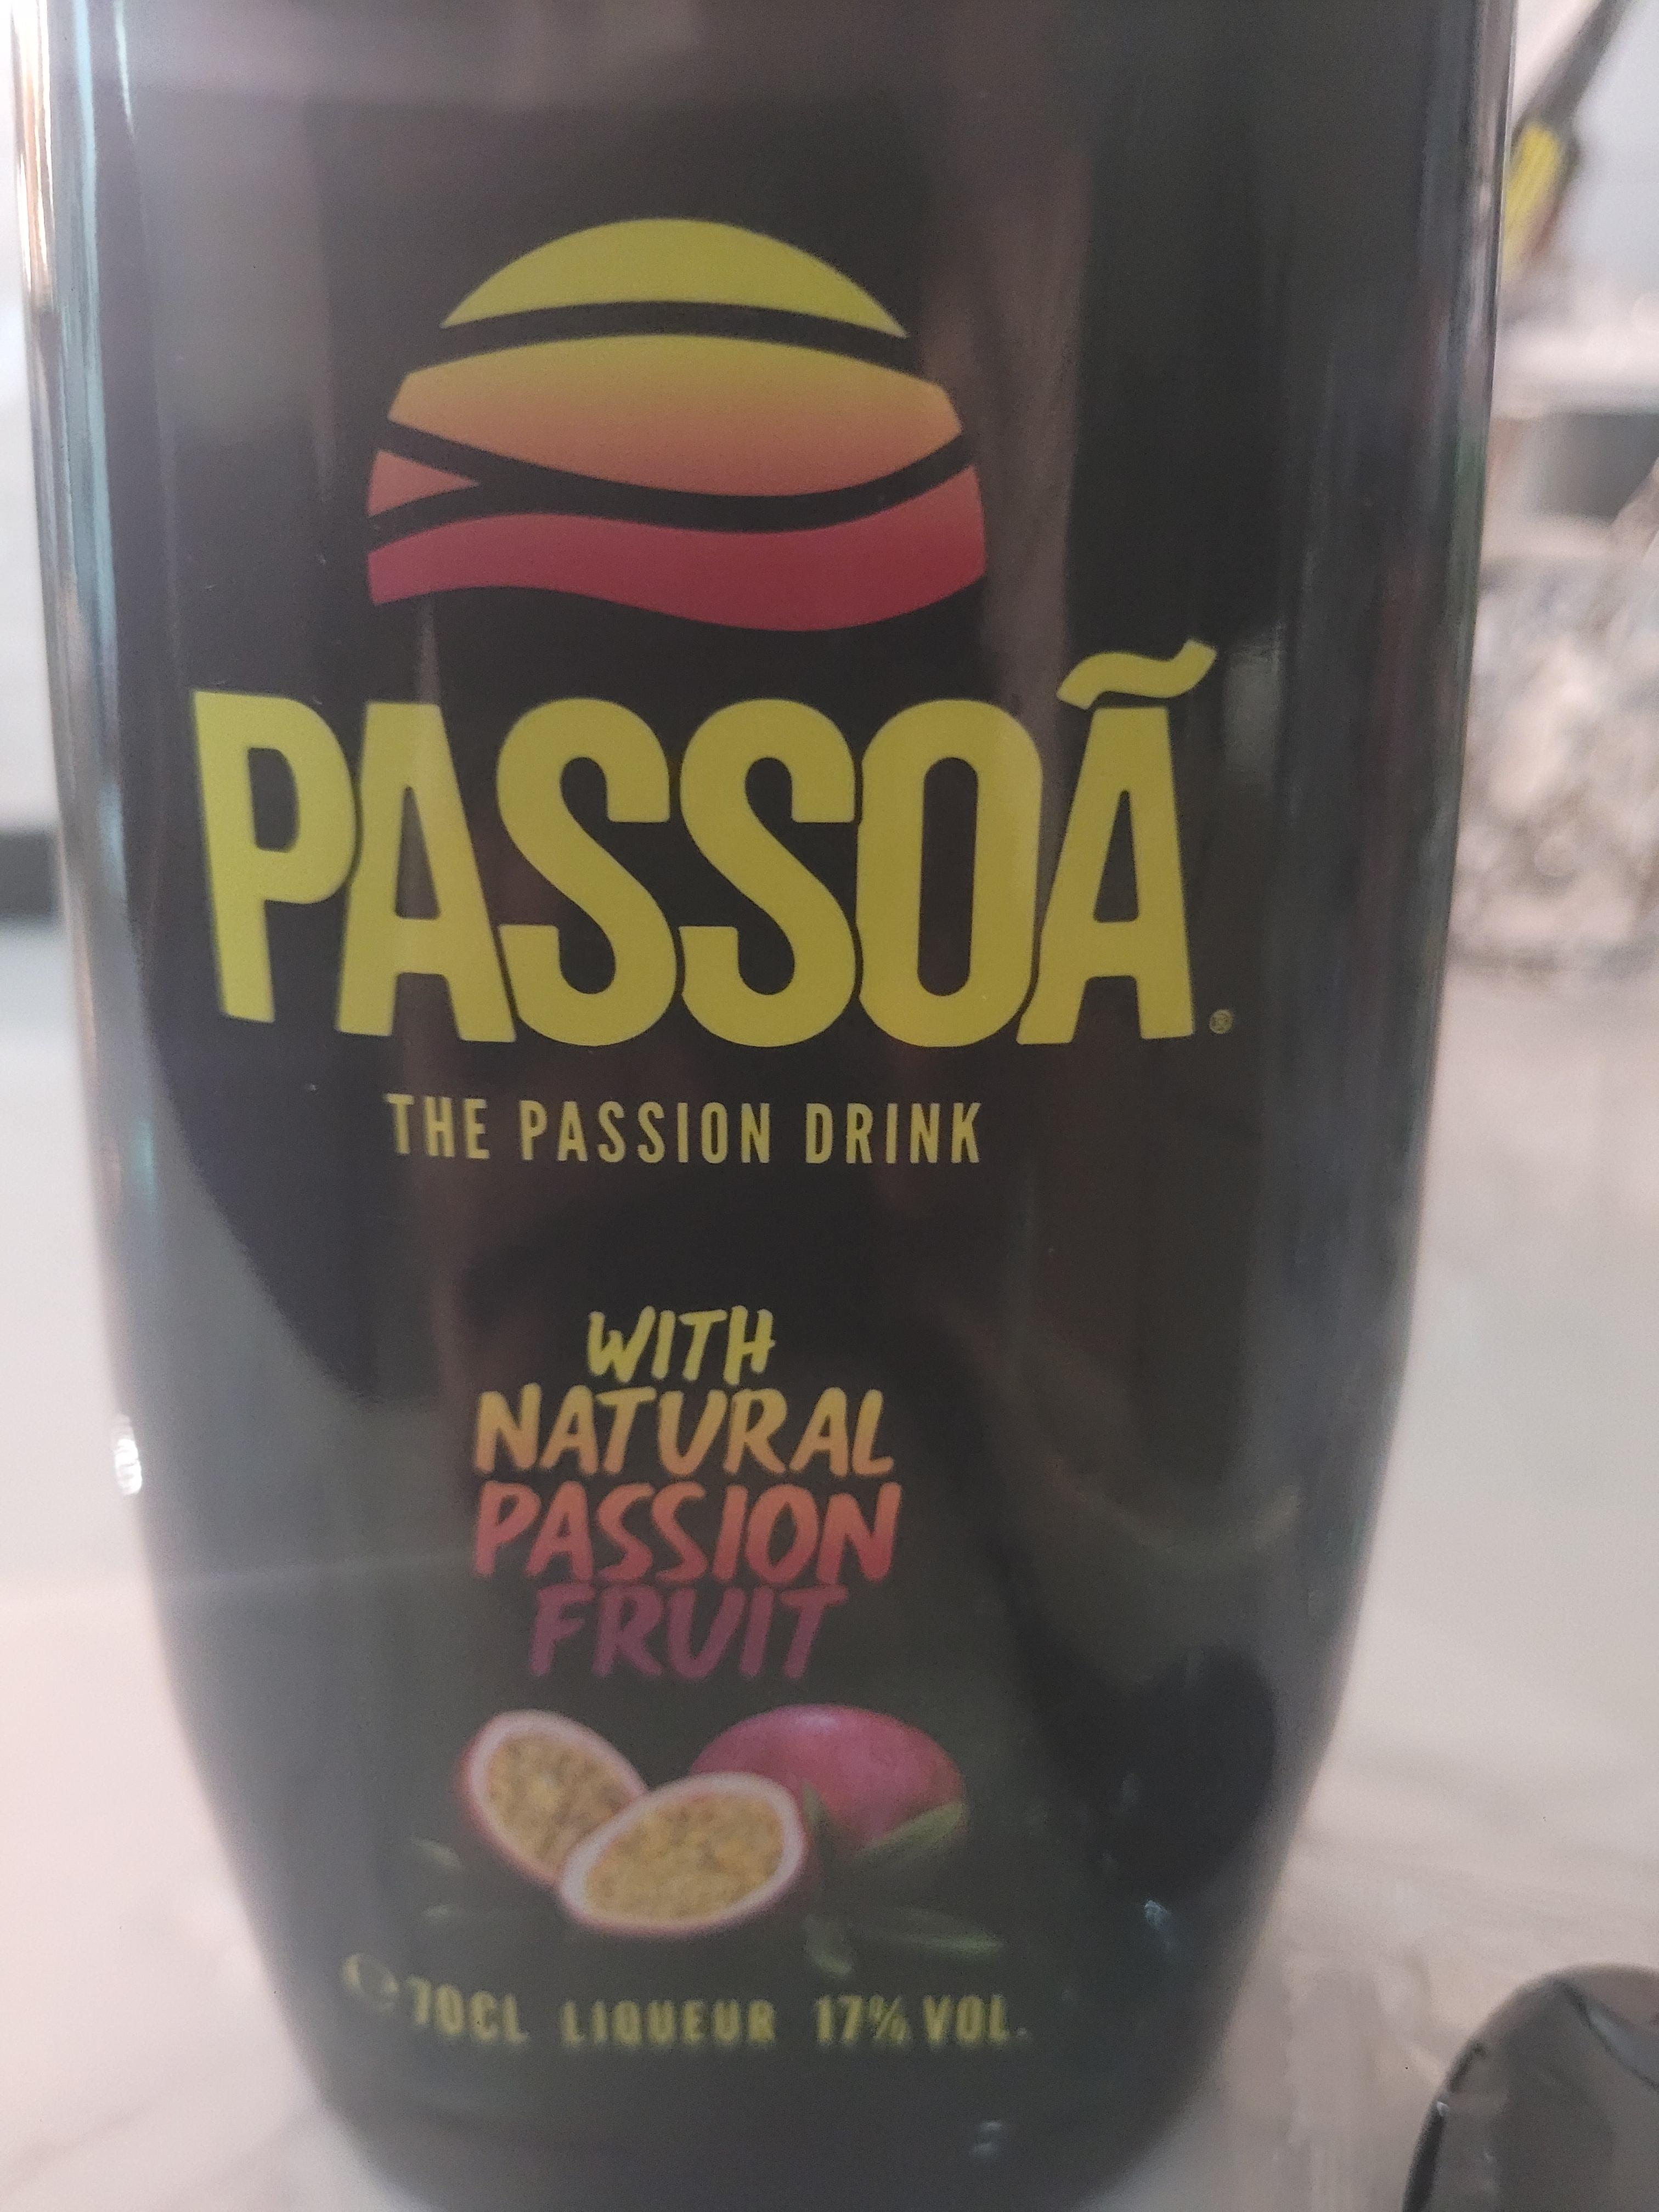 PASSOÃ®
THE PASSION DRINK
WITH
NATURAL
PASSION
FRUIT
℮ 70CL LIQUEUR 17% VOL.